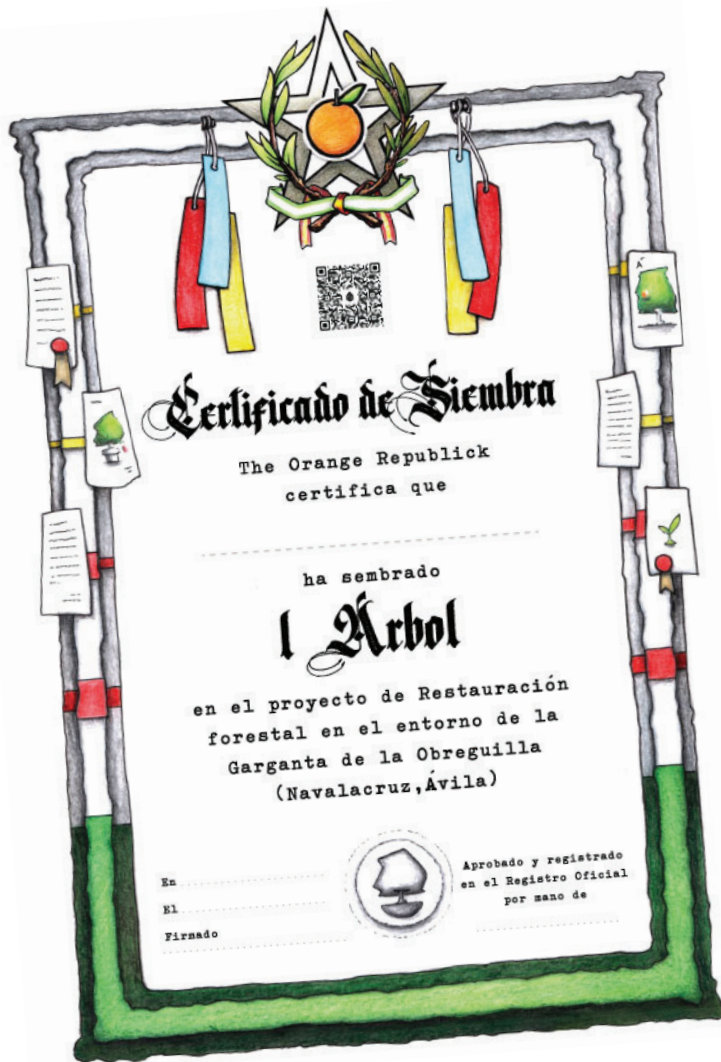 Certificado de Siembra
The Orange Republick
certifica que
ha sembrado
1 Árbol
en el proyecto de Restauración
forestal en el entorno de la
Garganta de la Obreguilla
(Navalacruz, Ávila)
En
El
Firmado
Aprobado y registrado
en el Registro Oficial
por mano de